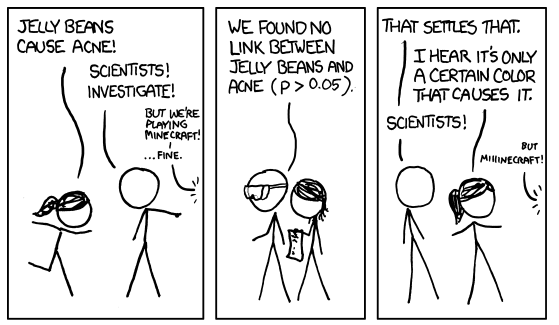 JELLY BEANS
CAUSE ACNE!
SCIENTISTS!
INVESTIGATE!
BUT WE'RE
PLAYING
MINECRAFT!
...FINE.
WE FOUND NO
LINK BETWEEN
JELLY BEANS AND
ACNE (P > 0.05).
THAT SETTLES THAT.
I HEAR IT'S ONLY
A CERTAIN COLOR
THAT CAUSES IT.
SCIENTISTS!
BUT
MIIIINECRAFT!